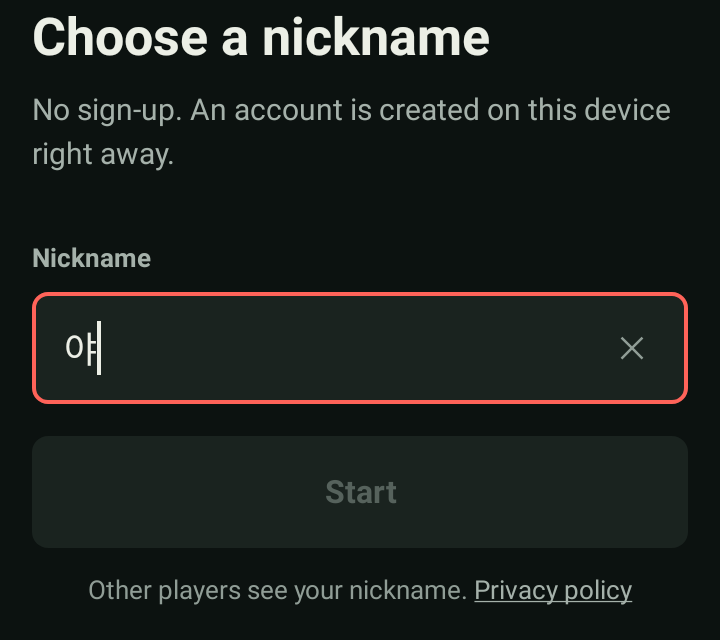 Choose a nickname
No sign-up. An account is created on this device
right away.
Nickname
야
Start
Other players see your nickname. Privacy policy